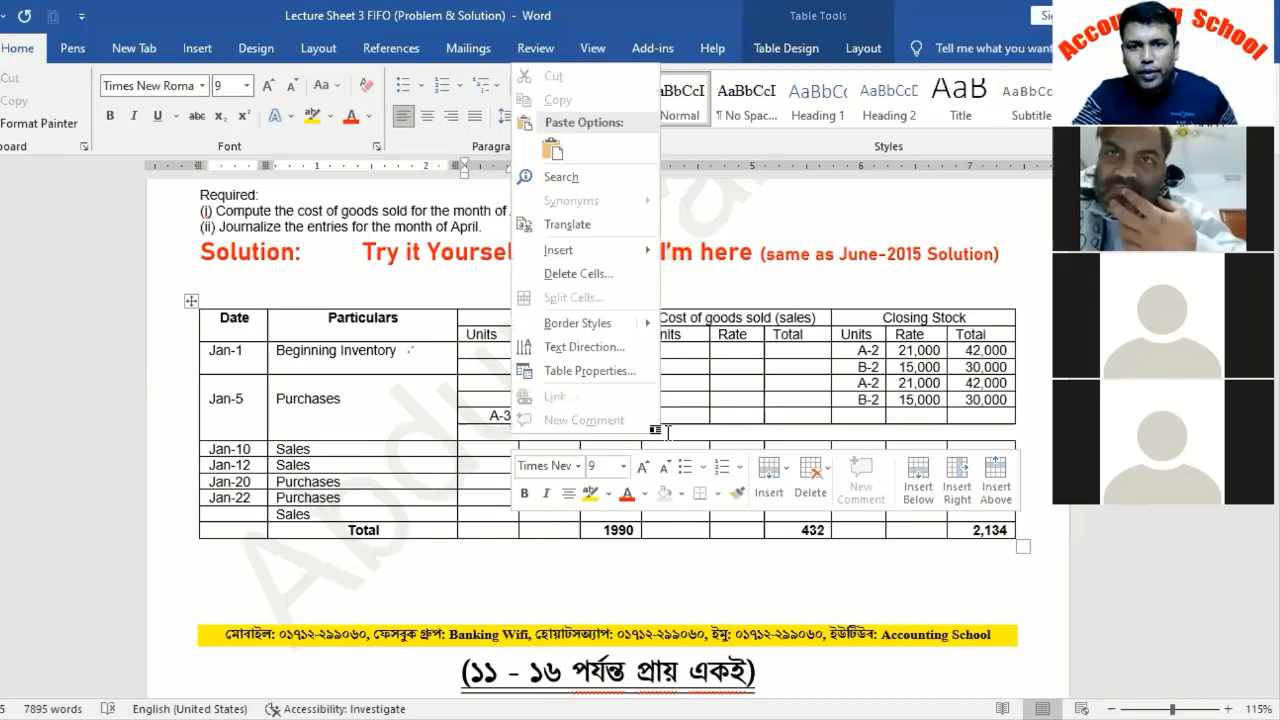 Lecture Sheet 3 FIFO (Problem & Solution) - Word
Table Tools
Accounting School
Home Pens New Tab Insert Design Layout References Mailings Review View Add-ins Help Table Design Layout Tell me what you want
Cut
Copy
Format Painter
Times New Roma 9
Font
Cut
Copy
Paste Options:
Search
Synonyms
Translate
Insert
Delete Cells...
Split Cells...
Border Styles
Text Direction...
Table Properties...
Link
New Comment
Normal
AaBbCcI
¶ No Spac...
AaBbCc
Heading 1
AaBbCcD
Heading 2
AaB
Title
AaBbCcD
Subtitle
Styles
Required:
(i) Compute the cost of goods sold for the month of
(ii) Journalize the entries for the month of April.
Solution: Try it Yoursel I'm here (same as June-2015 Solution)
Date Particulars Cost of goods sold (sales) Closing Stock
Units Rate Total Units Rate Total
Jan-1 Beginning Inventory A-2 21,000 42,000
B-2 15,000 30,000
A-2 21,000 42,000
Jan-5 Purchases B-2 15,000 30,000
A-3
Jan-10 Sales
Jan-12 Sales
Jan-20 Purchases
Jan-22 Purchases
Sales
Total 1990 432 2,134
Times Nev 9
Insert Delete New Comment Insert Below Insert Right Insert Above
মোবাইল: ০১৭১২-২৯৯০৬০, ফেসবুক গ্রুপ: Banking Wifi, হোয়াটসঅ্যাপ: ০১৭১২-২৯৯০৬০, ইমু: ০১৭১২-২৯৯০৬০, ইউটিউব: Accounting School
(১১ - ১৬ পর্যন্ত প্রায় একই)
7895 words English (United States) Accessibility: Investigate 115%